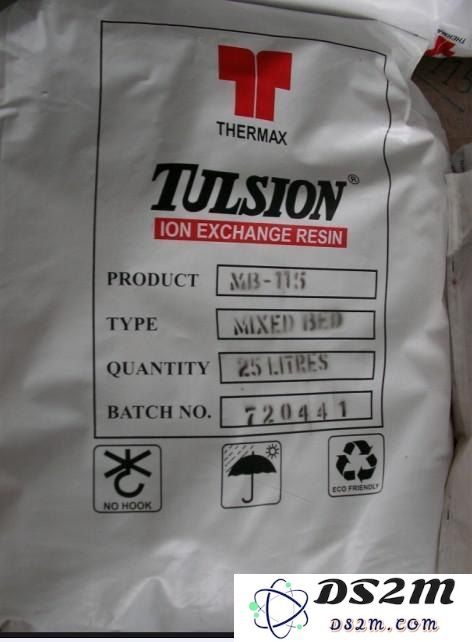 THERMAX
THERMAX
TULSION®
ION EXCHANGE RESIN
PRODUCT MB-115
TYPE MIXED BED
QUANTITY 25 LITRES
BATCH NO. 720441
NO HOOK
ECO FRIENDLY
DS2M
DS2M.COM